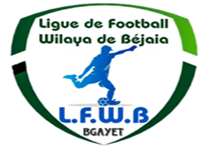 Ligue de Football
Wilaya de Béjaia
L.F.W.B
BGAYET